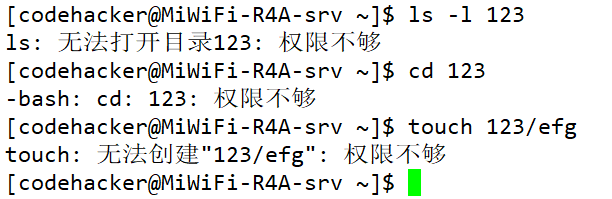 [codehacker@MiWiFi-R4A-srv ~]$ ls -l 123
ls: 无法打开目录123: 权限不够
[codehacker@MiWiFi-R4A-srv ~]$ cd 123
-bash: cd: 123: 权限不够
[codehacker@MiWiFi-R4A-srv ~]$ touch 123/efg
touch: 无法创建"123/efg": 权限不够
[codehacker@MiWiFi-R4A-srv ~]$